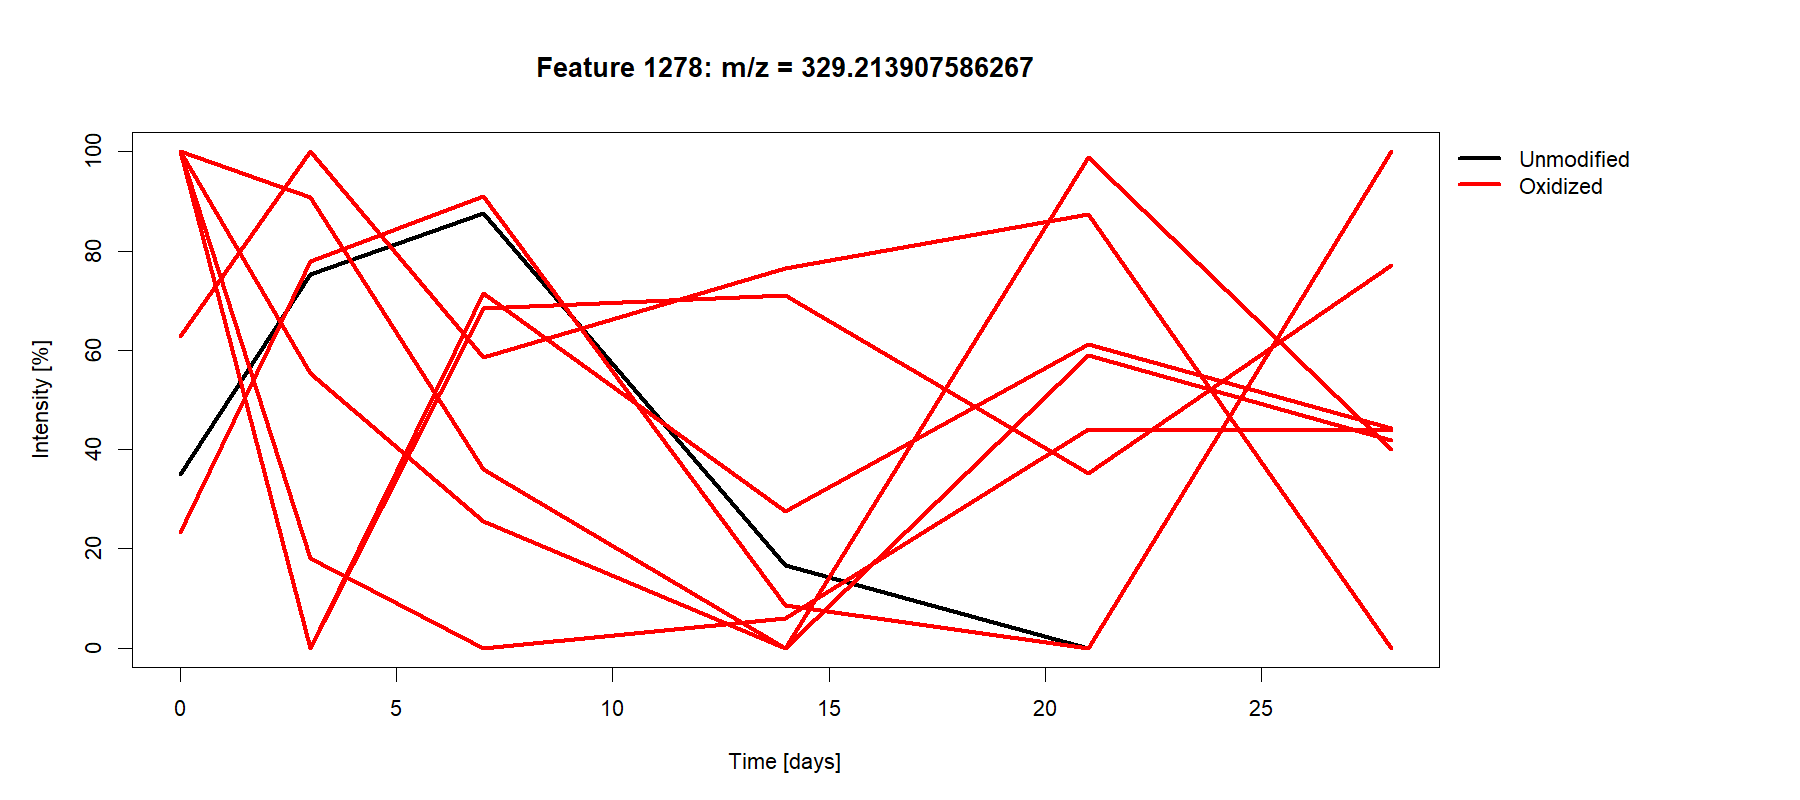 Feature 1278: m/z = 329.213907586267
Unmodified
Oxidized
Intensity [%]
100
80
60
40
20
0
0 5 10 15 20 25
Time [days]